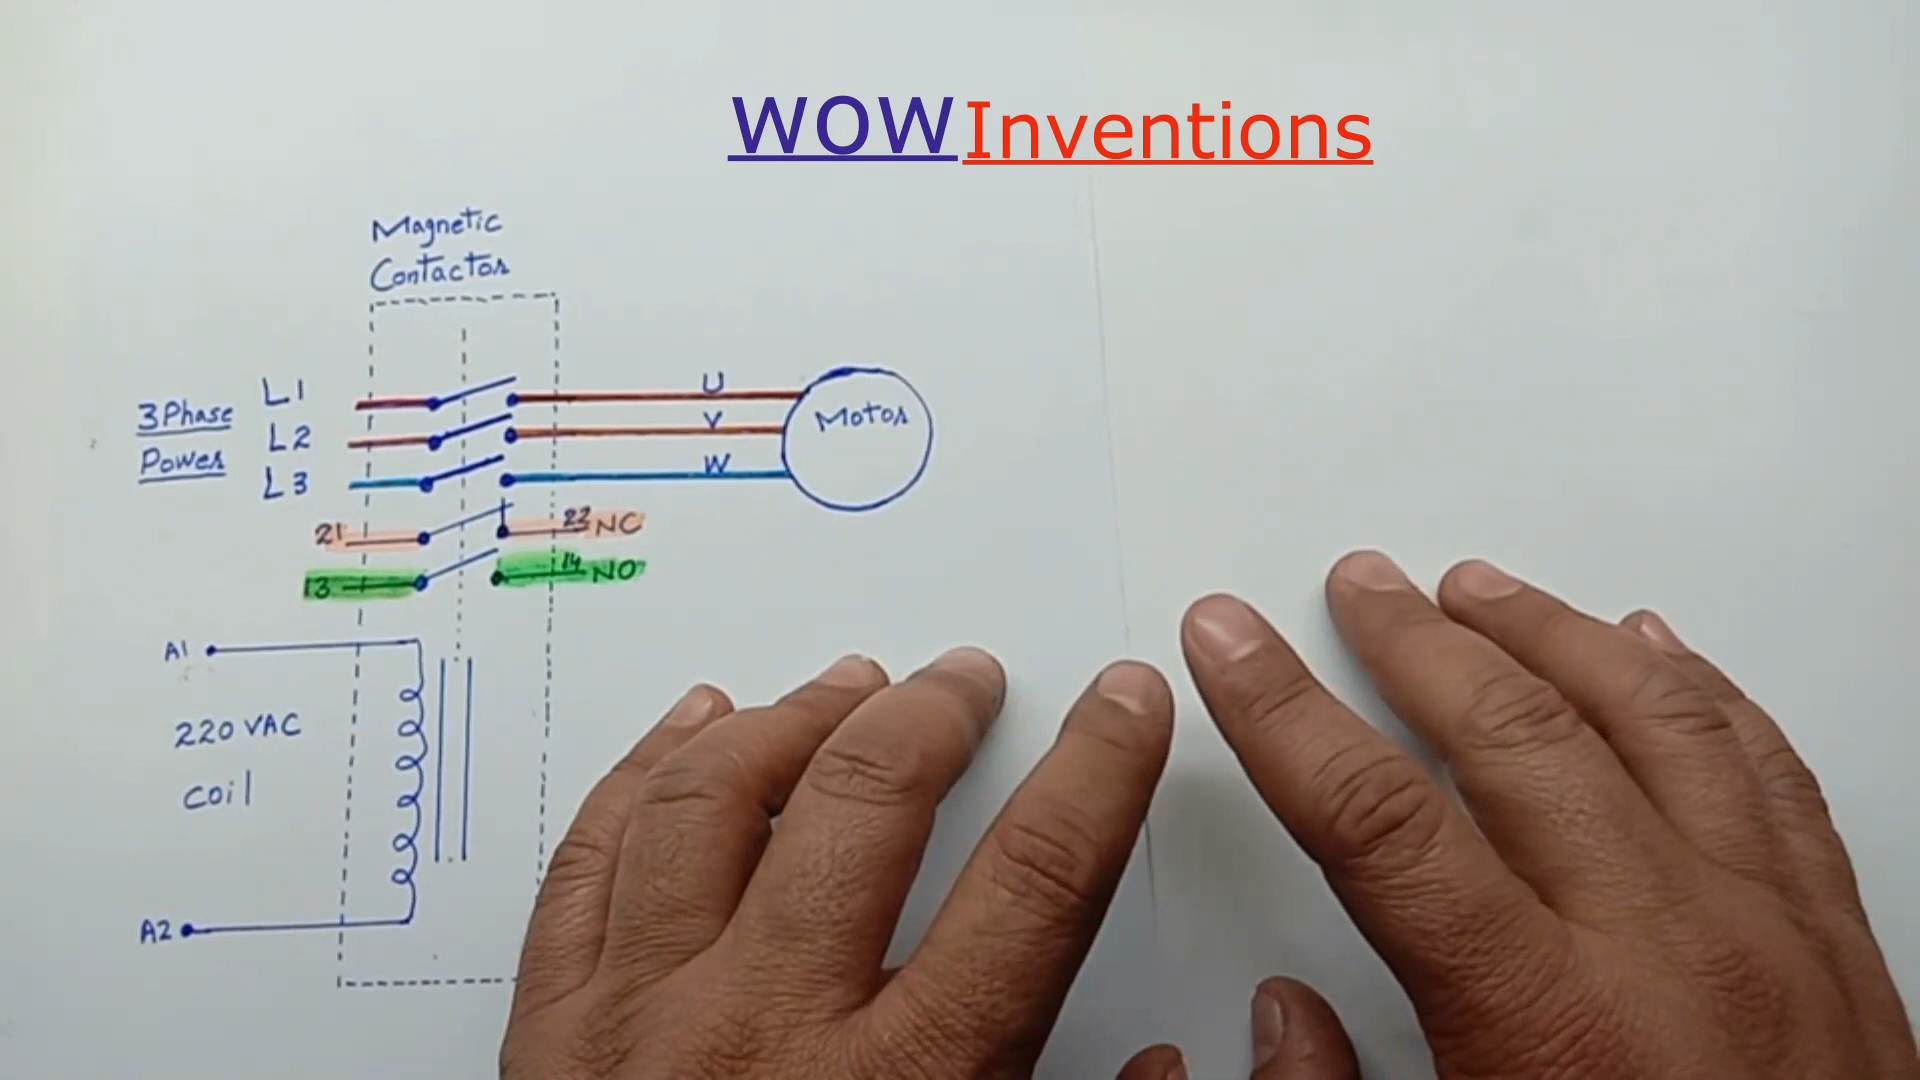 WOW Inventions
Magnetic
Contactor
3 Phase
Power
L1
L2
L3
U
V
W
Motor
21
22 NC
13
14 NO
A1
220 VAC
coil
A2